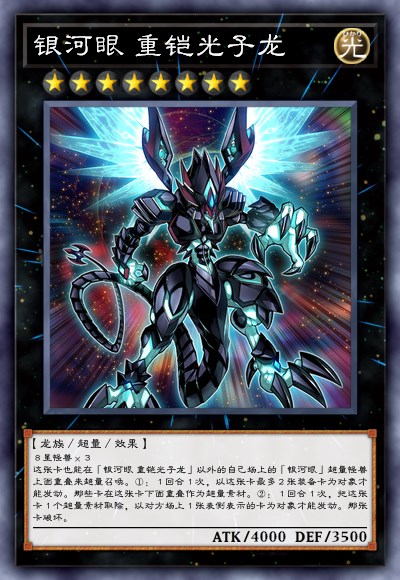 银河眼 重铠光子龙
光
【龙族／超量／效果】
８星怪兽×３
这张卡也能在「银河眼 重铠光子龙」以外的自己场上的「银河眼」超量怪兽
上面重叠来超量召唤。①：１回合１次，以这张卡最多２张装备卡为对象才
能发动。那些卡在这张卡下面重叠作为超量素材。②：１回合１次，把这张
卡１个超量素材取除，以对方场上１张表侧表示的卡为对象才能发动。那张
卡破坏。
ATK/4000 DEF/3500